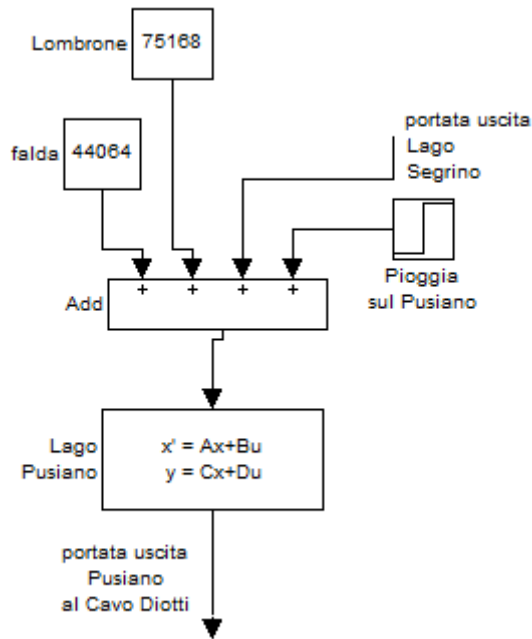 Lombrone 75168
falda 44064
portata uscita
Lago
Segrino
Pioggia
sul Pusiano
+ + + +
Add
Lago
Pusiano
x' = Ax+Bu
y = Cx+Du
portata uscita
Pusiano
al Cavo Diotti